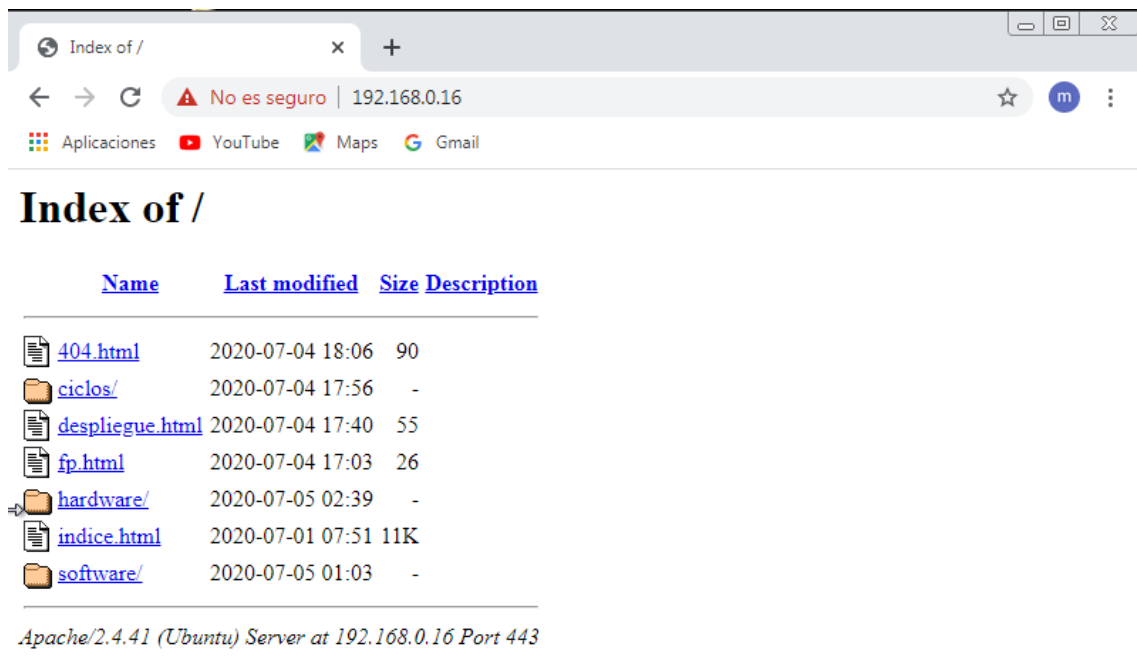 Index of /
No es seguro | 192.168.0.16
m
Aplicaciones YouTube Maps G Gmail
Index of /
Name Last modified Size Description
404.html 2020-07-04 18:06 90
ciclos/ 2020-07-04 17:56 -
despliegue.html 2020-07-04 17:40 55
fp.html 2020-07-04 17:03 26
hardware/ 2020-07-05 02:39 -
indice.html 2020-07-01 07:51 11K
software/ 2020-07-05 01:03 -
Apache/2.4.41 (Ubuntu) Server at 192.168.0.16 Port 443